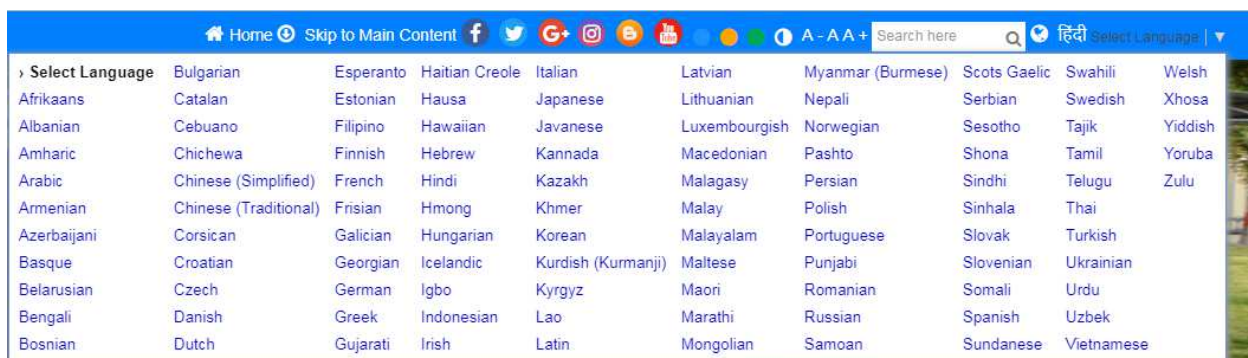 Home Skip to Main Content f G+ B You Tube A - A A + Search here हिंदी Select Language | ▼
› Select Language Bulgarian Esperanto Haitian Creole Italian Latvian Myanmar (Burmese) Scots Gaelic Swahili Welsh
Afrikaans Catalan Estonian Hausa Japanese Lithuanian Nepali Serbian Swedish Xhosa
Albanian Cebuano Filipino Hawaiian Javanese Luxembourgish Norwegian Sesotho Tajik Yiddish
Amharic Chichewa Finnish Hebrew Kannada Macedonian Pashto Shona Tamil Yoruba
Arabic Chinese (Simplified) French Hindi Kazakh Malagasy Persian Sindhi Telugu Zulu
Armenian Chinese (Traditional) Frisian Hmong Khmer Malay Polish Sinhala Thai
Azerbaijani Corsican Galician Hungarian Korean Malayalam Portuguese Slovak Turkish
Basque Croatian Georgian Icelandic Kurdish (Kurmanji) Maltese Punjabi Slovenian Ukrainian
Belarusian Czech German Igbo Kyrgyz Maori Romanian Somali Urdu
Bengali Danish Greek Indonesian Lao Marathi Russian Spanish Uzbek
Bosnian Dutch Gujarati Irish Latin Mongolian Samoan Sundanese Vietnamese